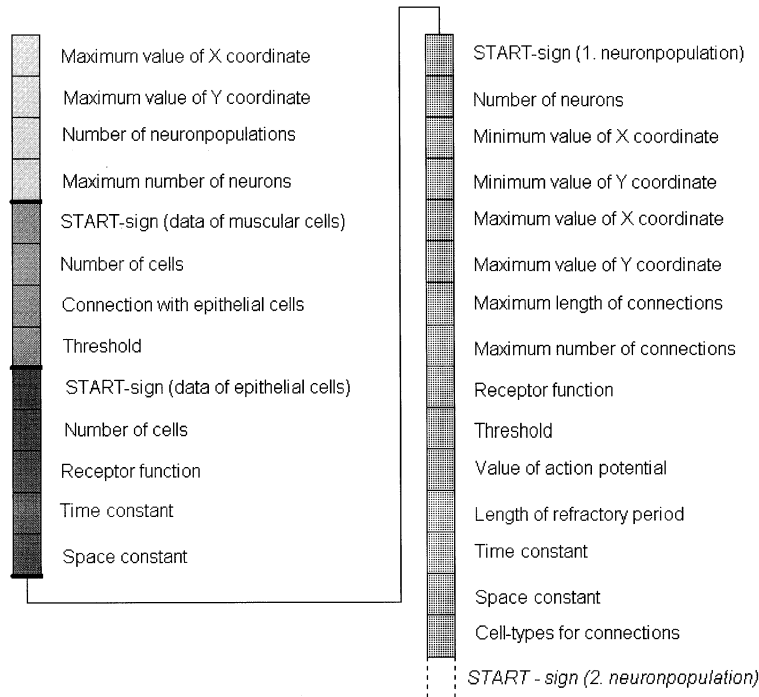 Maximum value of X coordinate
Maximum value of Y coordinate
Number of neuronpopulations
Maximum number of neurons
START-sign (data of muscular cells)
Number of cells
Connection with epithelial cells
Threshold
START-sign (data of epithelial cells)
Number of cells
Receptor function
Time constant
Space constant
START-sign (1. neuronpopulation)
Number of neurons
Minimum value of X coordinate
Minimum value of Y coordinate
Maximum value of X coordinate
Maximum value of Y coordinate
Maximum length of connections
Maximum number of connections
Receptor function
Threshold
Value of action potential
Length of refractory period
Time constant
Space constant
Cell-types for connections
START - sign (2. neuronpopulation)